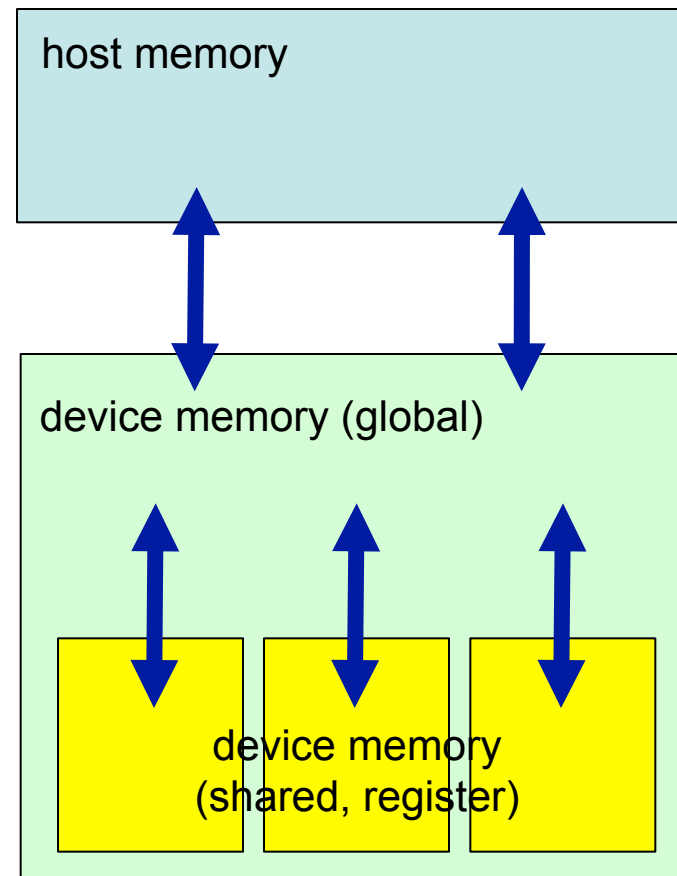 host memory
device memory (global)
device memory
(shared, register)